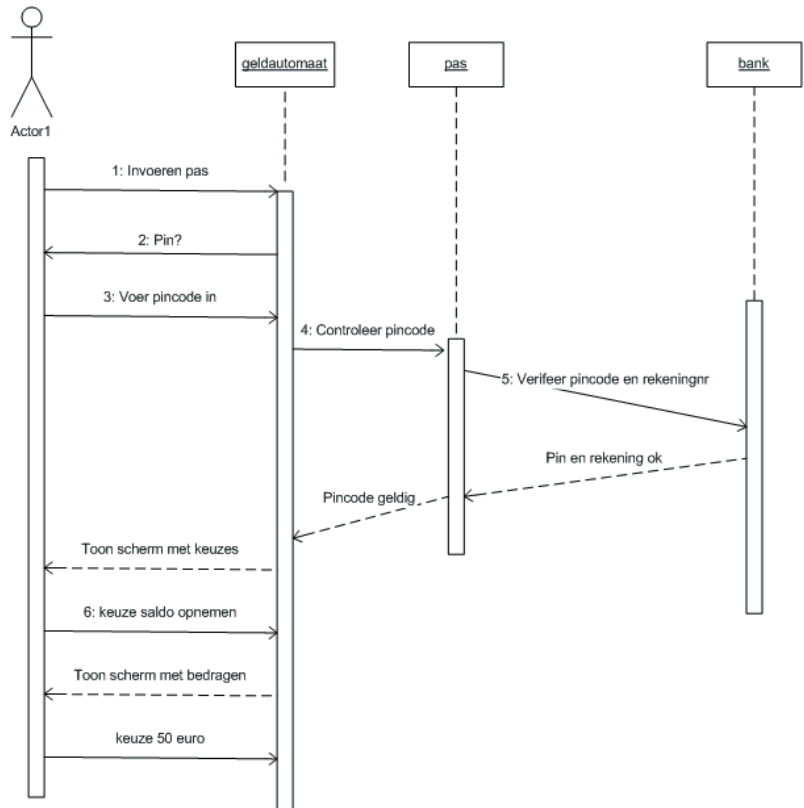 geldautomaat
pas
bank
Actor1
1: Invoeren pas
2: Pin?
3: Voer pincode in
4: Controleer pincode
5: Verifeer pincode en rekeningnr
Pin en rekening ok
Pincode geldig
Toon scherm met keuzes
6: keuze saldo opnemen
Toon scherm met bedragen
keuze 50 euro